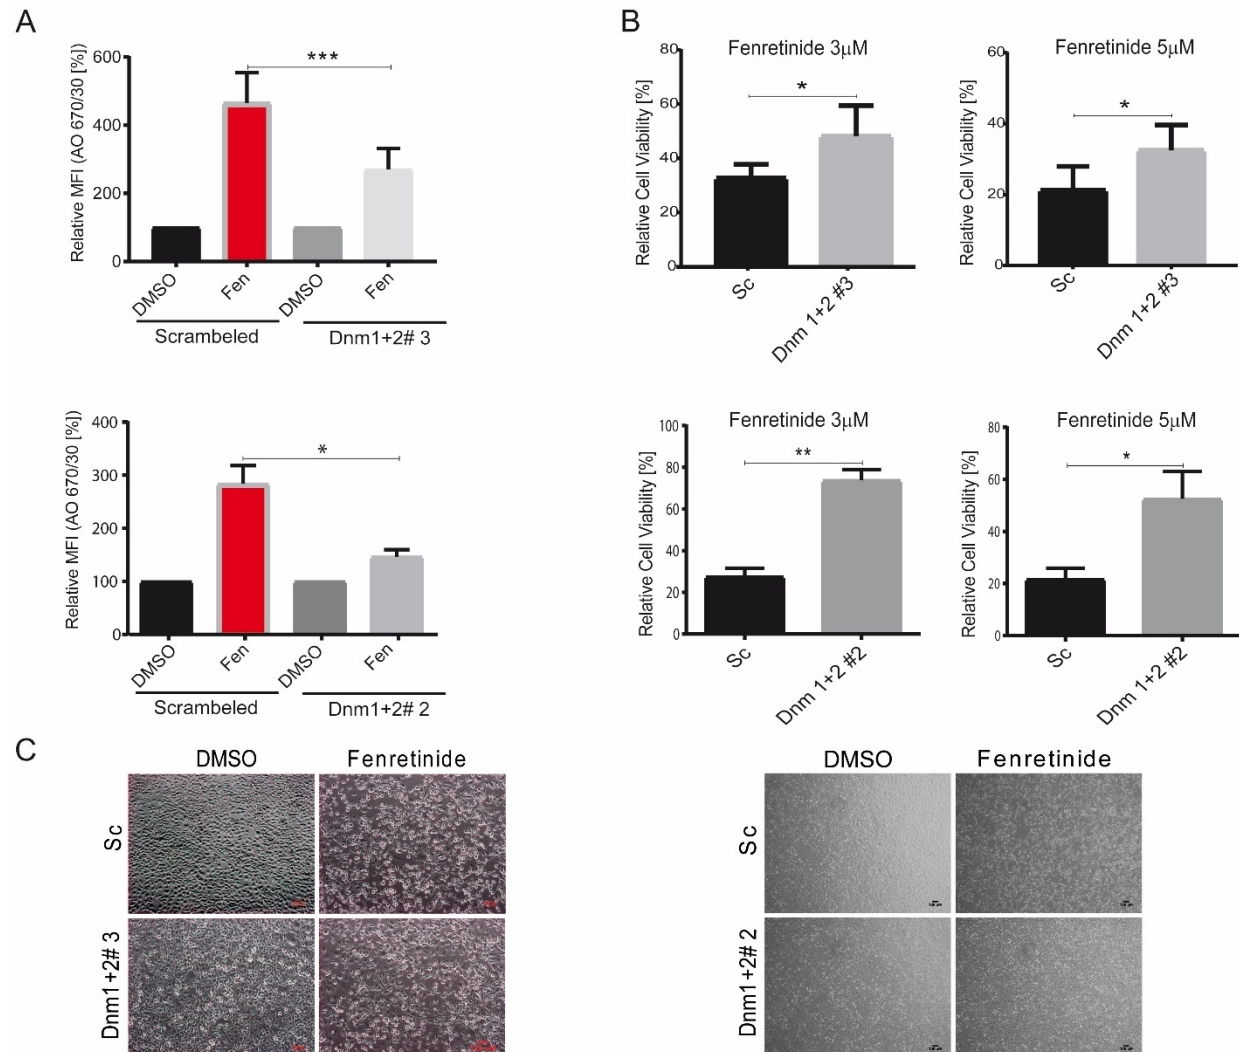 A
Relative MFI (AO 670/30 [%])
600
400
200
0
***
DMSO
Fen
DMSO
Fen
Scrambeled
Dnm1+2# 3
Relative MFI (AO 670/30 [%])
400
300
200
100
0
*
DMSO
Fen
DMSO
Fen
Scrambeled
Dnm1+2# 2
B
Fenretinide 3μM
Relative Cell Viability [%]
80
60
40
20
0
*
Sc
Dnm 1+2 #3
Fenretinide 5μM
Relative Cell Viability [%]
60
40
20
0
*
Sc
Dnm 1+2 #3
Fenretinide 3μM
Relative Cell Viability [%]
100
80
60
40
20
0
**
Sc
Dnm 1+2 #2
Fenretinide 5μM
Relative Cell Viability [%]
80
60
40
20
0
*
Sc
Dnm 1+2 #2
C
DMSO
Fenretinide
Sc
Dnm1+2# 3
DMSO
Fenretinide
Sc
Dnm1+2# 2